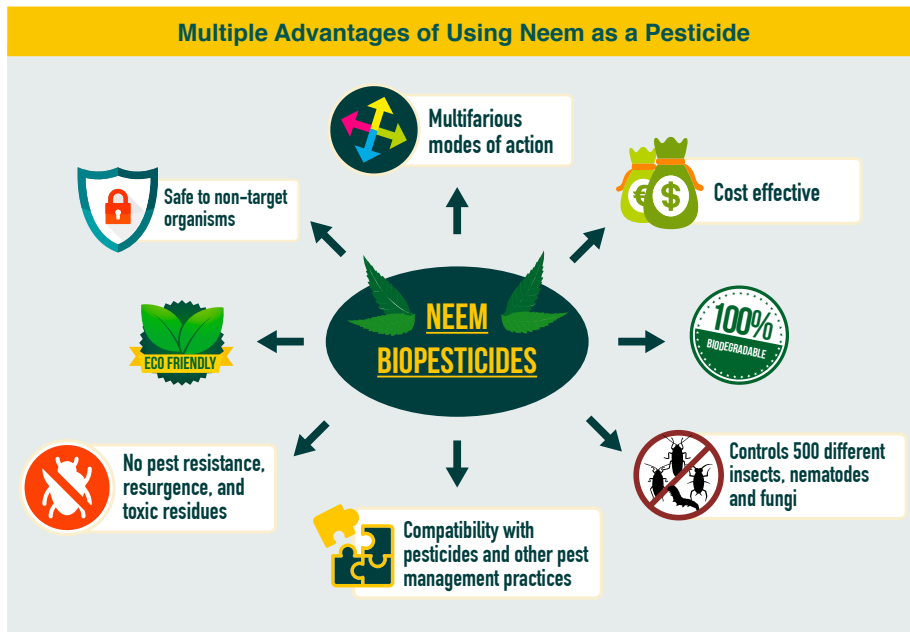 Multiple Advantages of Using Neem as a Pesticide
Multifarious
modes of action
Cost effective
€
$
Safe to non-target
organisms
NEEM
BIOPESTICIDES
ECO FRIENDLY
100%
BIODEGRADABLE
No pest resistance,
resurgence, and
toxic residues
Controls 500 different
insects, nematodes
and fungi
Compatibility with
pesticides and other pest
management practices